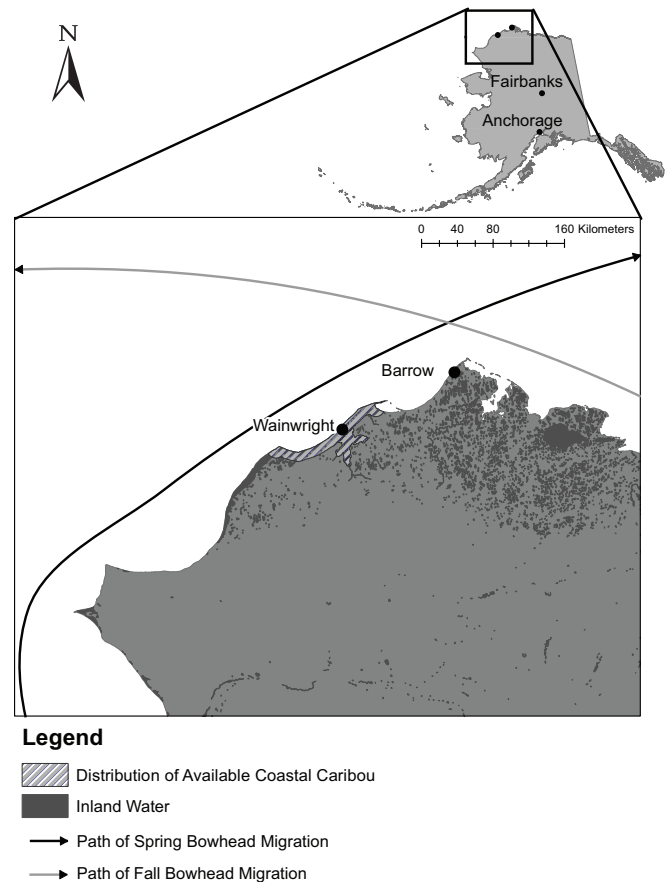 N
Fairbanks
Anchorage
0 40 80 160 Kilometers
Barrow
Wainwright
Legend
Distribution of Available Coastal Caribou
Inland Water
Path of Spring Bowhead Migration
Path of Fall Bowhead Migration